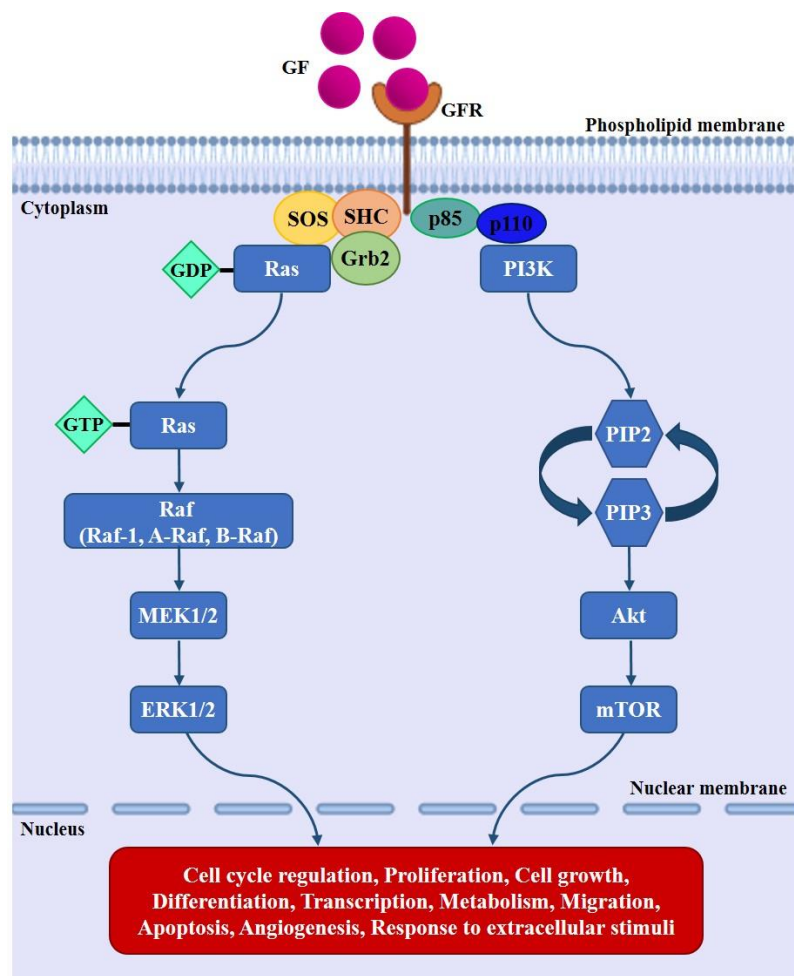 GF
GFR
Phospholipid membrane
Cytoplasm
SOS
SHC
p85
p110
GDP
Ras
Grb2
PI3K
GTP
Ras
PIP2
Raf
(Raf-1, A-Raf, B-Raf)
PIP3
MEK1/2
Akt
ERK1/2
mTOR
Nuclear membrane
Nucleus
Cell cycle regulation, Proliferation, Cell growth,
Differentiation, Transcription, Metabolism, Migration,
Apoptosis, Angiogenesis, Response to extracellular stimuli